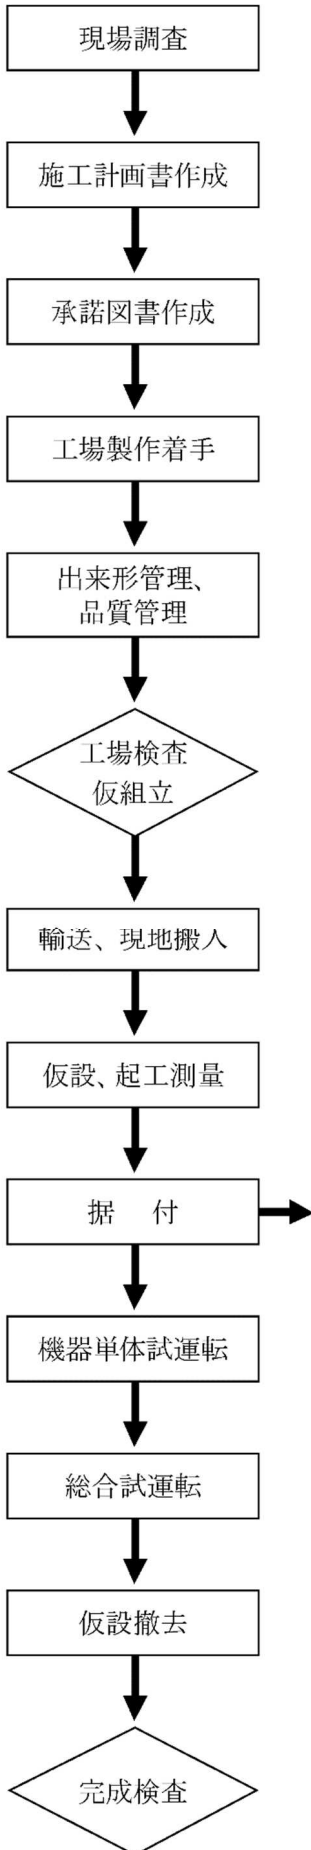 現場調査
施工計画書作成
承諾図書作成
工場製作着手
出来形管理、
品質管理
工場検査
仮組立
輸送、現地搬人
仮設、起工測量
据　付
機器単体試運転
総合試運転
仮設撤去
完成検査